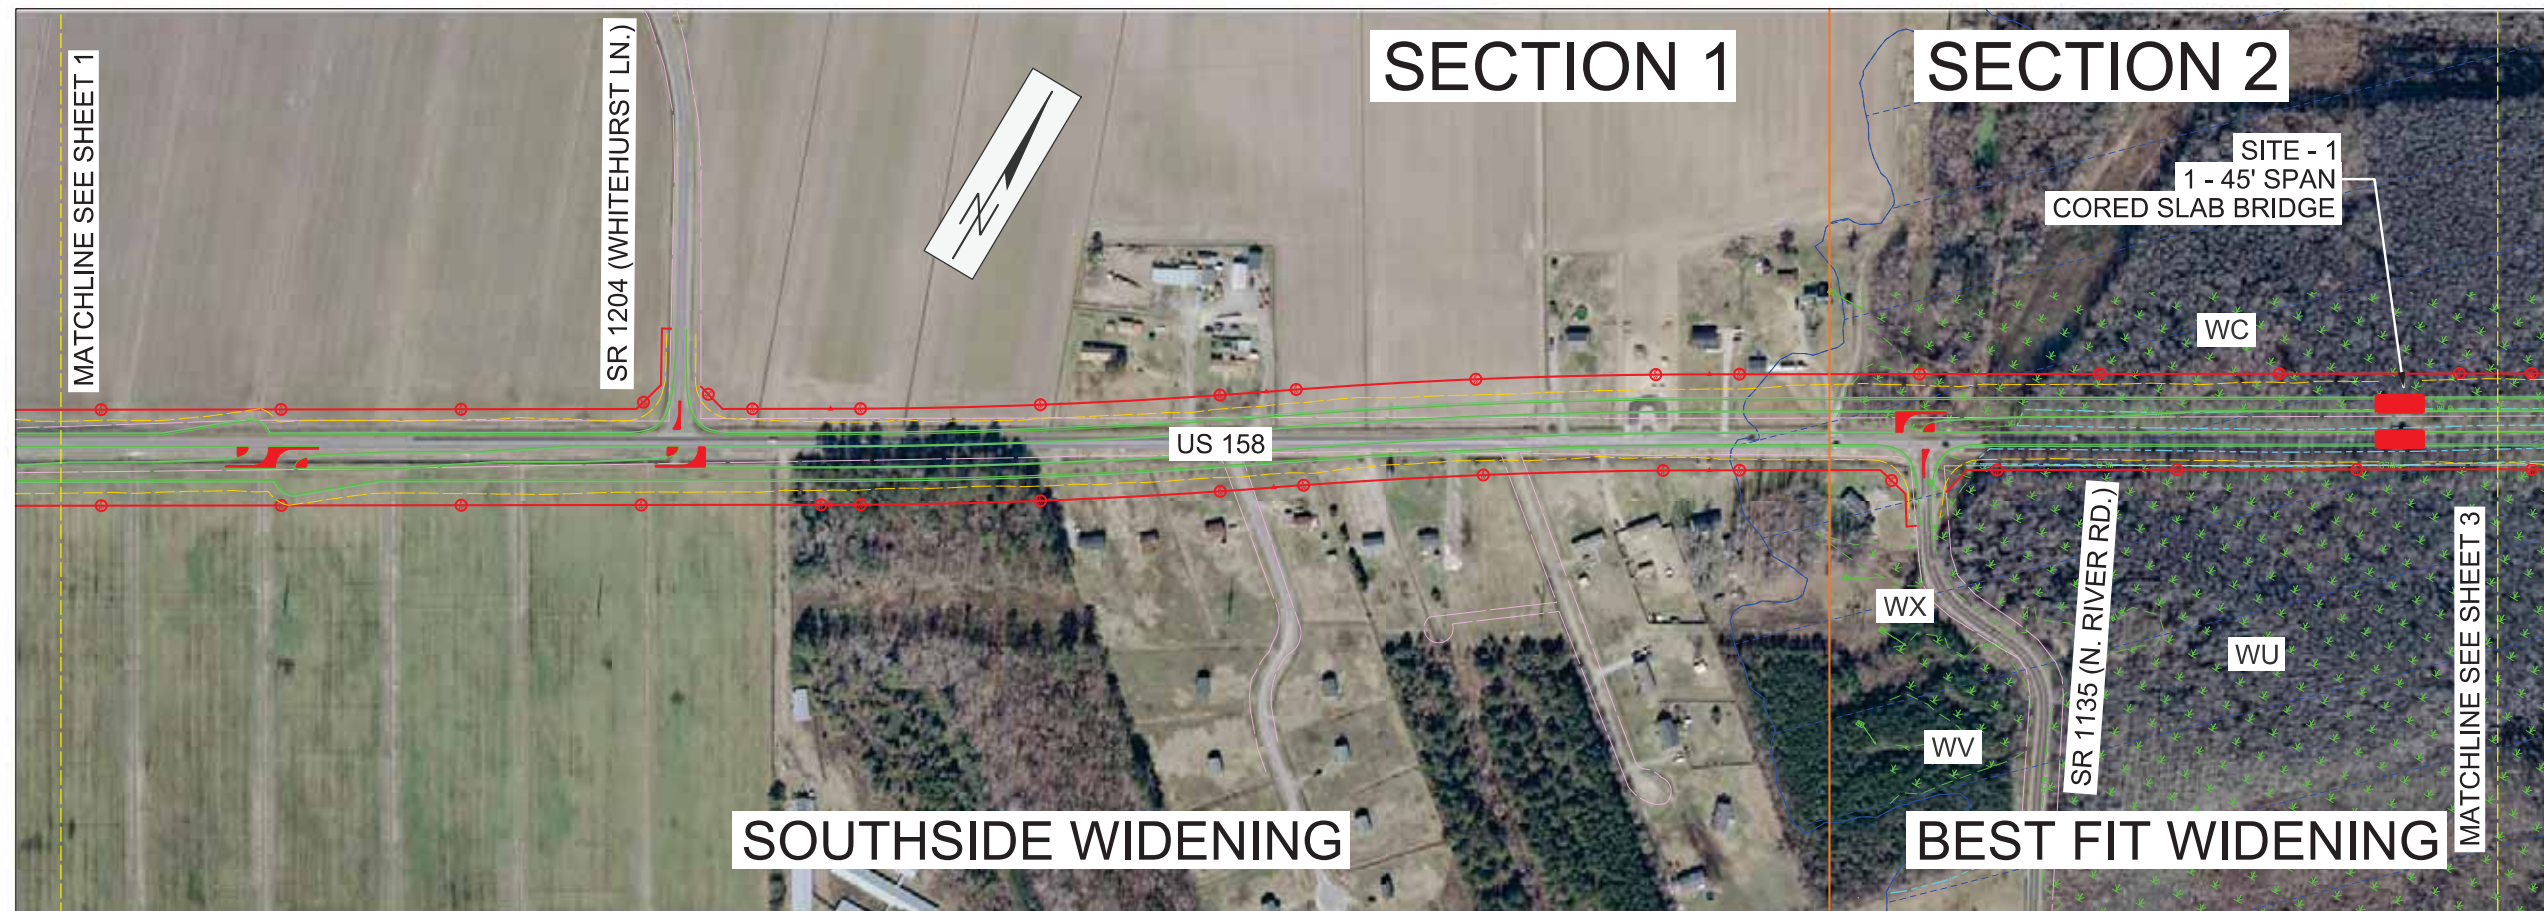 MATCHLINE SEE SHEET 1
SR 1204 (WHITEHURST LN.)
N
SECTION 1
SECTION 2
SITE - 1
1 - 45' SPAN
CORED SLAB BRIDGE
WC
US 158
WX
WU
WV
SR 1135 (N. RIVER RD.)
MATCHLINE SEE SHEET 3
SOUTHSIDE WIDENING
BEST FIT WIDENING